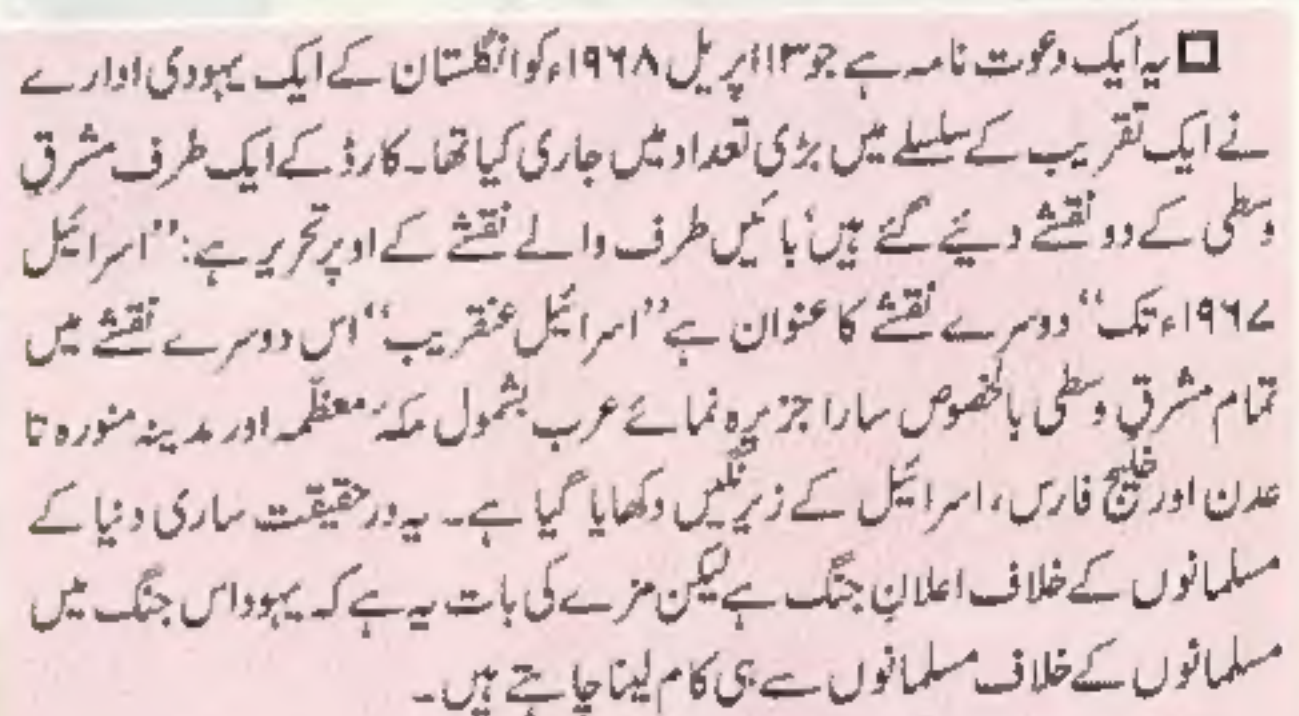 □ یہ ایک دعوت نامہ ہے جو ۱۳ اپریل ۱۹۶۸ء کو انگلستان کے ایک یہودی ادارے
نے ایک تقریب کے سلسلے میں بڑی تعداد میں جاری کیا تھا۔ کارڈ کے ایک طرف مشرقِ
وسطی کے دو نقشے دیئے گئے ہیں، بائیں طرف والے نقشے کے اوپر تحریر ہے: ’’اسرائیل
۱۹۶۷ء تک‘‘ دوسرے نقشے کا عنوان ہے ’’اسرائیل عنقریب‘‘ اس دوسرے نقشے میں
تمام مشرقِ وسطی بالخصوص سارا جزیرہ نمائے عرب بشمول مکہ معظّمہ اور مدینہ منورہ تا
عدن اور خلیج فارس، اسرائیل کے زیرنگیں دکھایا گیا ہے۔ یہ درحقیقت ساری دنیا کے
مسلمانوں کے خلاف اعلانِ جنگ ہے لیکن مزے کی بات یہ ہے کہ یہود اس جنگ میں
مسلمانوں کے خلاف مسلمانوں سے ہی کام لینا چاہتے ہیں۔